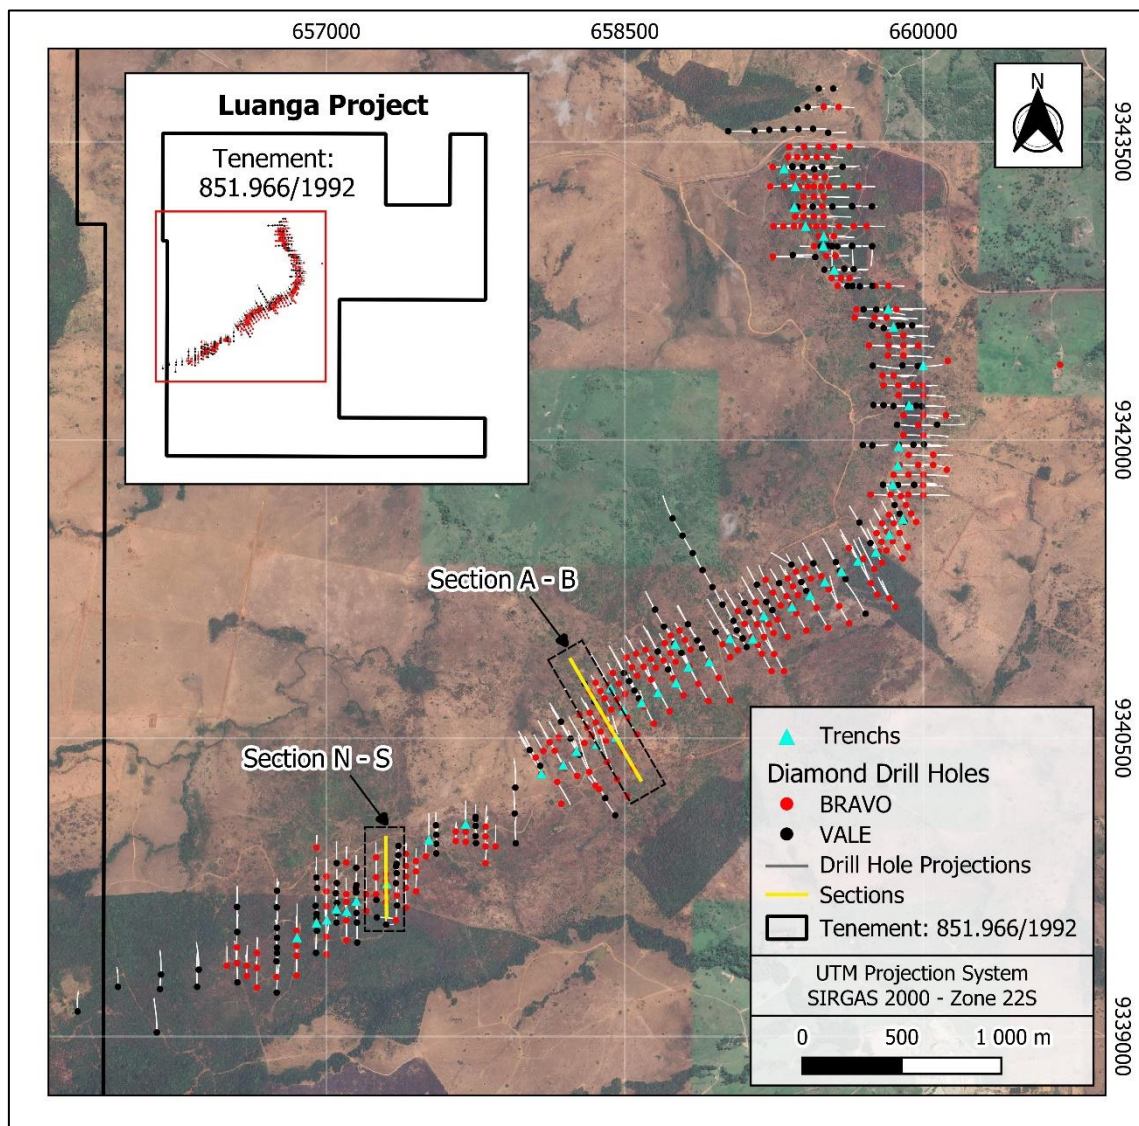 657000
658500
660000
Luanga Project
Tenement:
851.966/1992
N
9343500
9342000
Section A - B
9340500
Section N - S
Trenchs
Diamond Drill Holes
BRAVO
VALE
Drill Hole Projections
Sections
Tenement: 851.966/1992
UTM Projection System
SIRGAS 2000 - Zone 22S
0 500 1 000 m
9339000